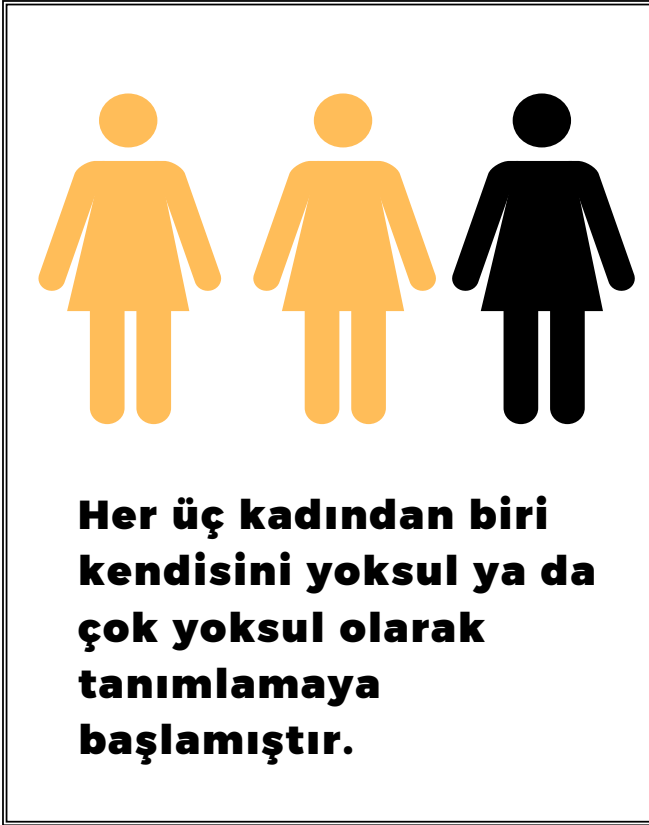 Her üç kadından biri
kendisini yoksul ya da
çok yoksul olarak
tanımlamaya
başlamıştır.